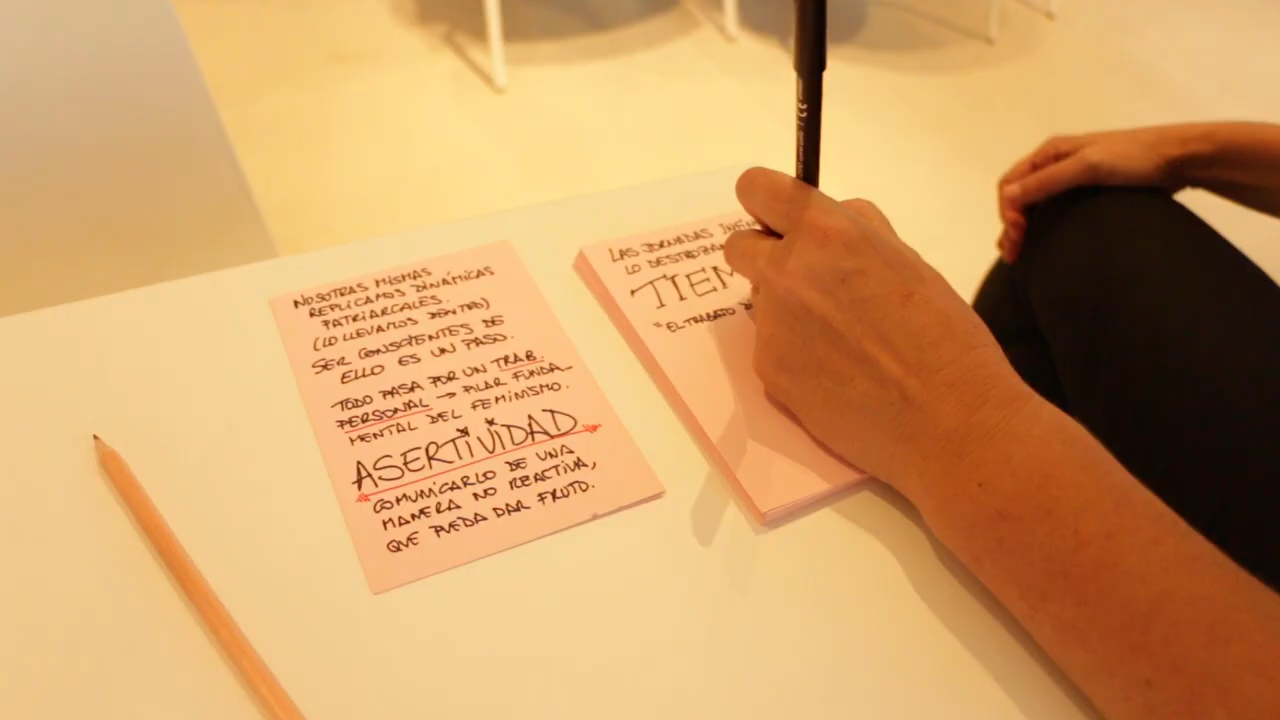 NOSOTRAS MISMAS
REPLICAMOS DINÁMICAS
PATRIARCALES.
(LO LLEVAMOS DENTRO)
SER CONSCIENTES DE
ELLO ES UN PASO.
TODO PASA POR UN TRAB.
PERSONAL → PILAR FUNDA-
MENTAL DEL FEMINISMO.
ASERTIVIDAD
COMUNICARLO DE UNA
MANERA NO REACTIVA,
QUE PUEDA DAR FRUTO.
LAS JORNADAS
LO DESTROZAN
TIEM
"EL TRABAJO
CE